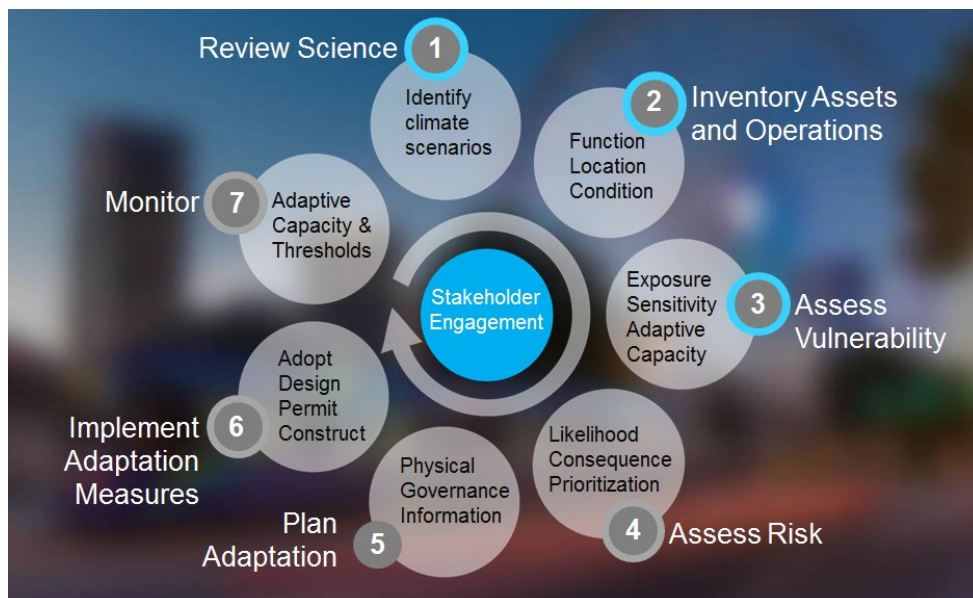 Review Science
1
Identify
climate
scenarios
2
Inventory Assets
and Operations
Function
Location
Condition
3
Assess
Vulnerability
Exposure
Sensitivity
Adaptive
Capacity
4
Assess Risk
Likelihood
Consequence
Prioritization
5
Plan
Adaptation
Physical
Governance
Information
6
Implement
Adaptation
Measures
Adopt
Design
Permit
Construct
7
Monitor
Adaptive
Capacity &
Thresholds
Stakeholder
Engagement